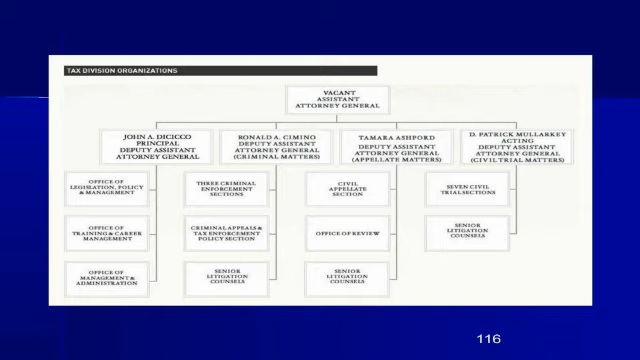 TAX DIVISION ORGANIZATIONS
VACANT
ASSISTANT
ATTORNEY GENERAL
JOHN A. DICICCO
PRINCIPAL
DEPUTY ASSISTANT
ATTORNEY GENERAL
RONALD A. CIMINO
DEPUTY ASSISTANT
ATTORNEY GENERAL
(CRIMINAL MATTERS)
TAMARA ASHFORD
DEPUTY ASSISTANT
ATTORNEY GENERAL
(APPELLATE MATTERS)
D. PATRICK MULLARKEY
ACTING
DEPUTY ASSISTANT
ATTORNEY GENERAL
(CIVIL TRIAL MATTERS)
OFFICE OF
LEGISLATION, POLICY
& MANAGEMENT
THREE CRIMINAL
ENFORCEMENT
SECTIONS
CIVIL
APPELLATE
SECTION
SEVEN CIVIL
TRIAL SECTIONS
OFFICE OF
TRAINING & CAREER
MANAGEMENT
CRIMINAL APPEALS &
TAX ENFORCEMENT
POLICY SECTION
OFFICE OF REVIEW
SENIOR
LITIGATION
COUNSELS
OFFICE OF
MANAGEMENT &
ADMINISTRATION
SENIOR
LITIGATION
COUNSELS
SENIOR
LITIGATION
COUNSELS
116